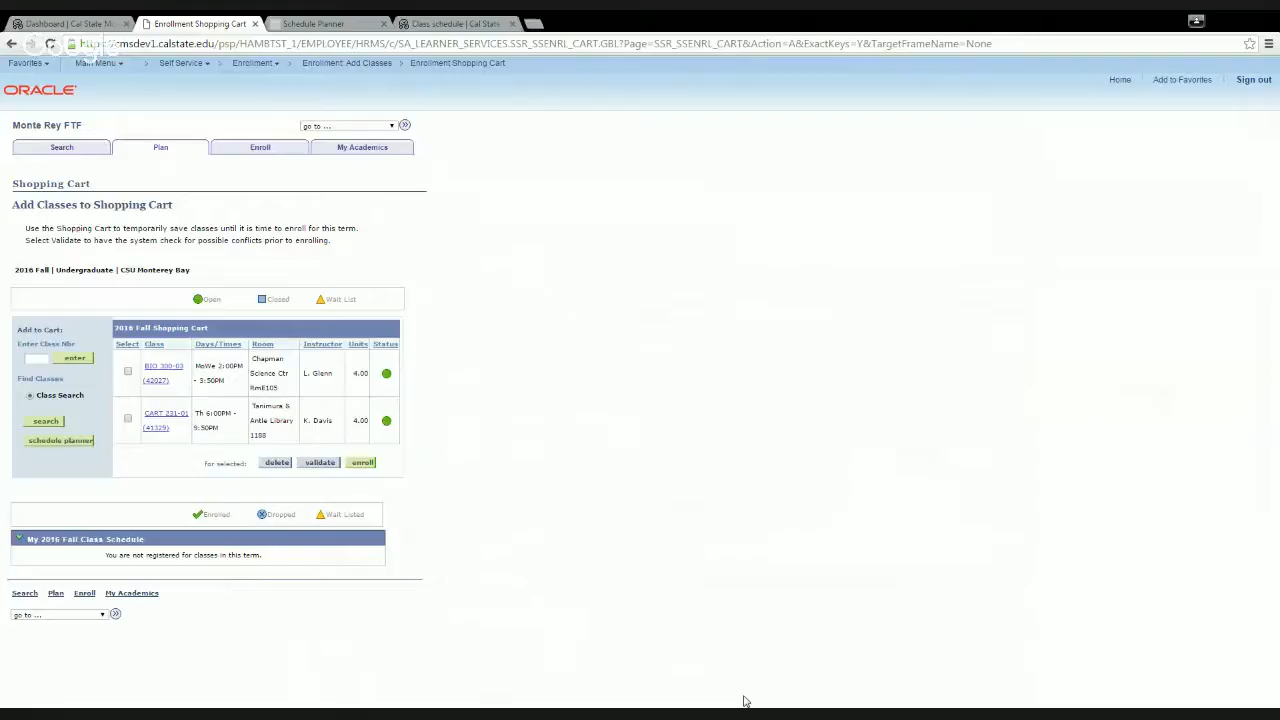 Dashboard | Cal State M
Enrollment Shopping Cart
Schedule Planner
Class schedule | Cal State
cmsdev1.calstate.edu/psp/HAMBTST_1/EMPLOYEE/HRMS/c/SA_LEARNER_SERVICES.SSR_SSENRL_CART.GBL?Page=SSR_SSENRL_CART&Action=A&ExactKeys=Y&TargetFrameName=None
Favorites
Main Menu
Self Service
Enrollment
Enrollment: Add Classes
Enrollment Shopping Cart
ORACLE
Home
Add to Favorites
Sign out
Monte Rey FTF
go to ...
Search
Plan
Enroll
My Academics
Shopping Cart
Add Classes to Shopping Cart
Use the Shopping Cart to temporarily save classes until it is time to enroll for this term.
Select Validate to have the system check for possible conflicts prior to enrolling.
2016 Fall | Undergraduate | CSU Monterey Bay
Open
Closed
Wait List
Add to Cart:
Enter Class Nbr
enter
Find Classes
Class Search
search
schedule planner
2016 Fall Shopping Cart
Select Class Days/Times Room Instructor Units Status
BIO 300-03
(42027)
MoWe 2:00PM
- 3:50PM
Chapman
Science Ctr
RmE105
L. Glenn
4.00
CART 231-01
(41329)
Th 6:00PM -
9:50PM
Tanimura &
Antle Library
1188
K. Davis
4.00
for selected:
delete
validate
enroll
Enrolled
Dropped
Wait Listed
My 2016 Fall Class Schedule
You are not registered for classes in this term.
Search Plan Enroll My Academics
go to ...